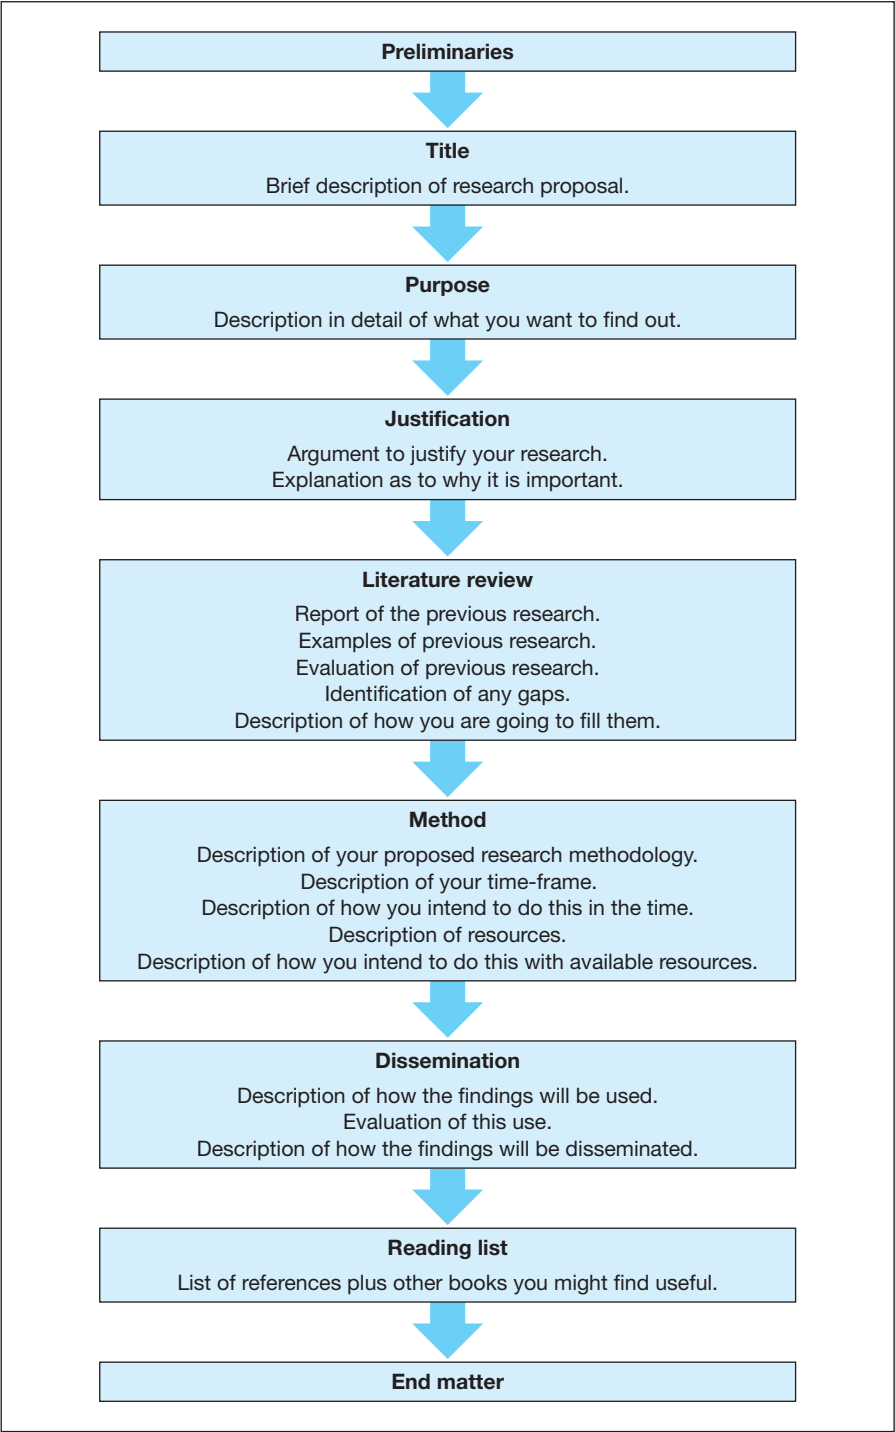 Preliminaries
Title
Brief description of research proposal.
Purpose
Description in detail of what you want to find out.
Justification
Argument to justify your research.
Explanation as to why it is important.
Literature review
Report of the previous research.
Examples of previous research.
Evaluation of previous research.
Identification of any gaps.
Description of how you are going to fill them.
Method
Description of your proposed research methodology.
Description of your time-frame.
Description of how you intend to do this in the time.
Description of resources.
Description of how you intend to do this with available resources.
Dissemination
Description of how the findings will be used.
Evaluation of this use.
Description of how the findings will be disseminated.
Reading list
List of references plus other books you might find useful.
End matter